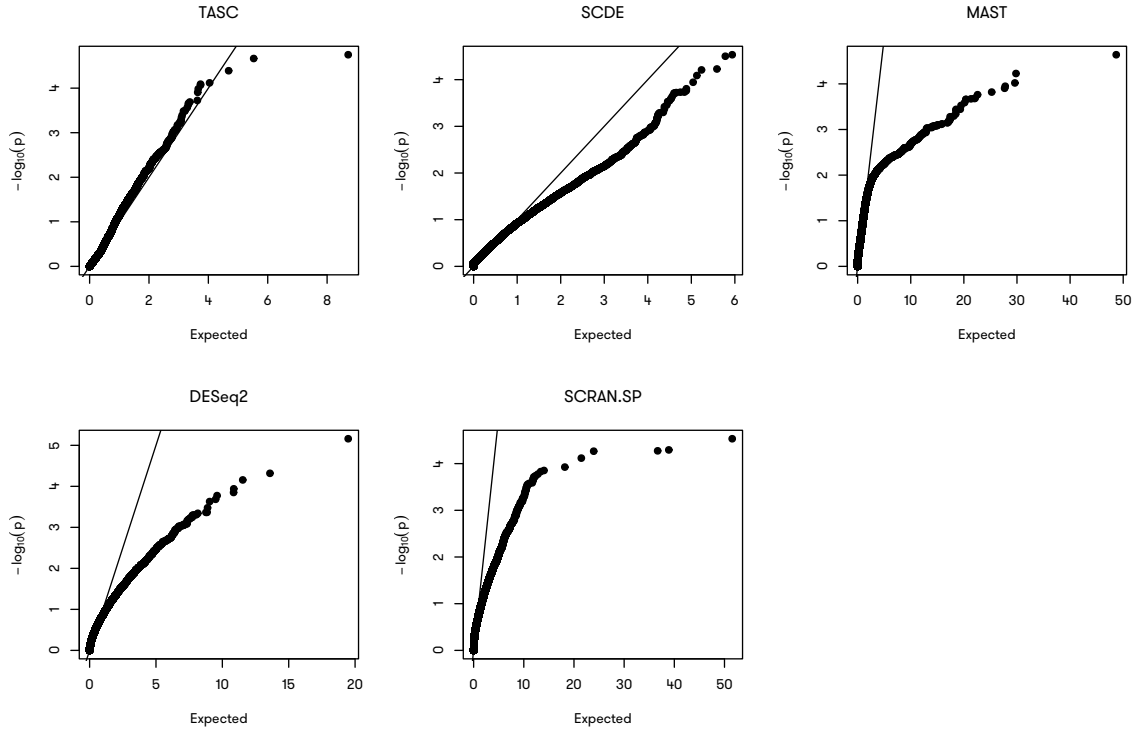 TASC
SCDE
MAST
− log10(p)
0 1 2 3 4
0 2 4 6 8
Expected
− log10(p)
0 1 2 3 4
0 1 2 3 4 5 6
Expected
− log10(p)
0 1 2 3 4
0 10 20 30 40 50
Expected
DESeq2
SCRAN.SP
− log10(p)
0 1 2 3 4 5
0 5 10 15 20
Expected
− log10(p)
0 1 2 3 4
0 10 20 30 40 50
Expected